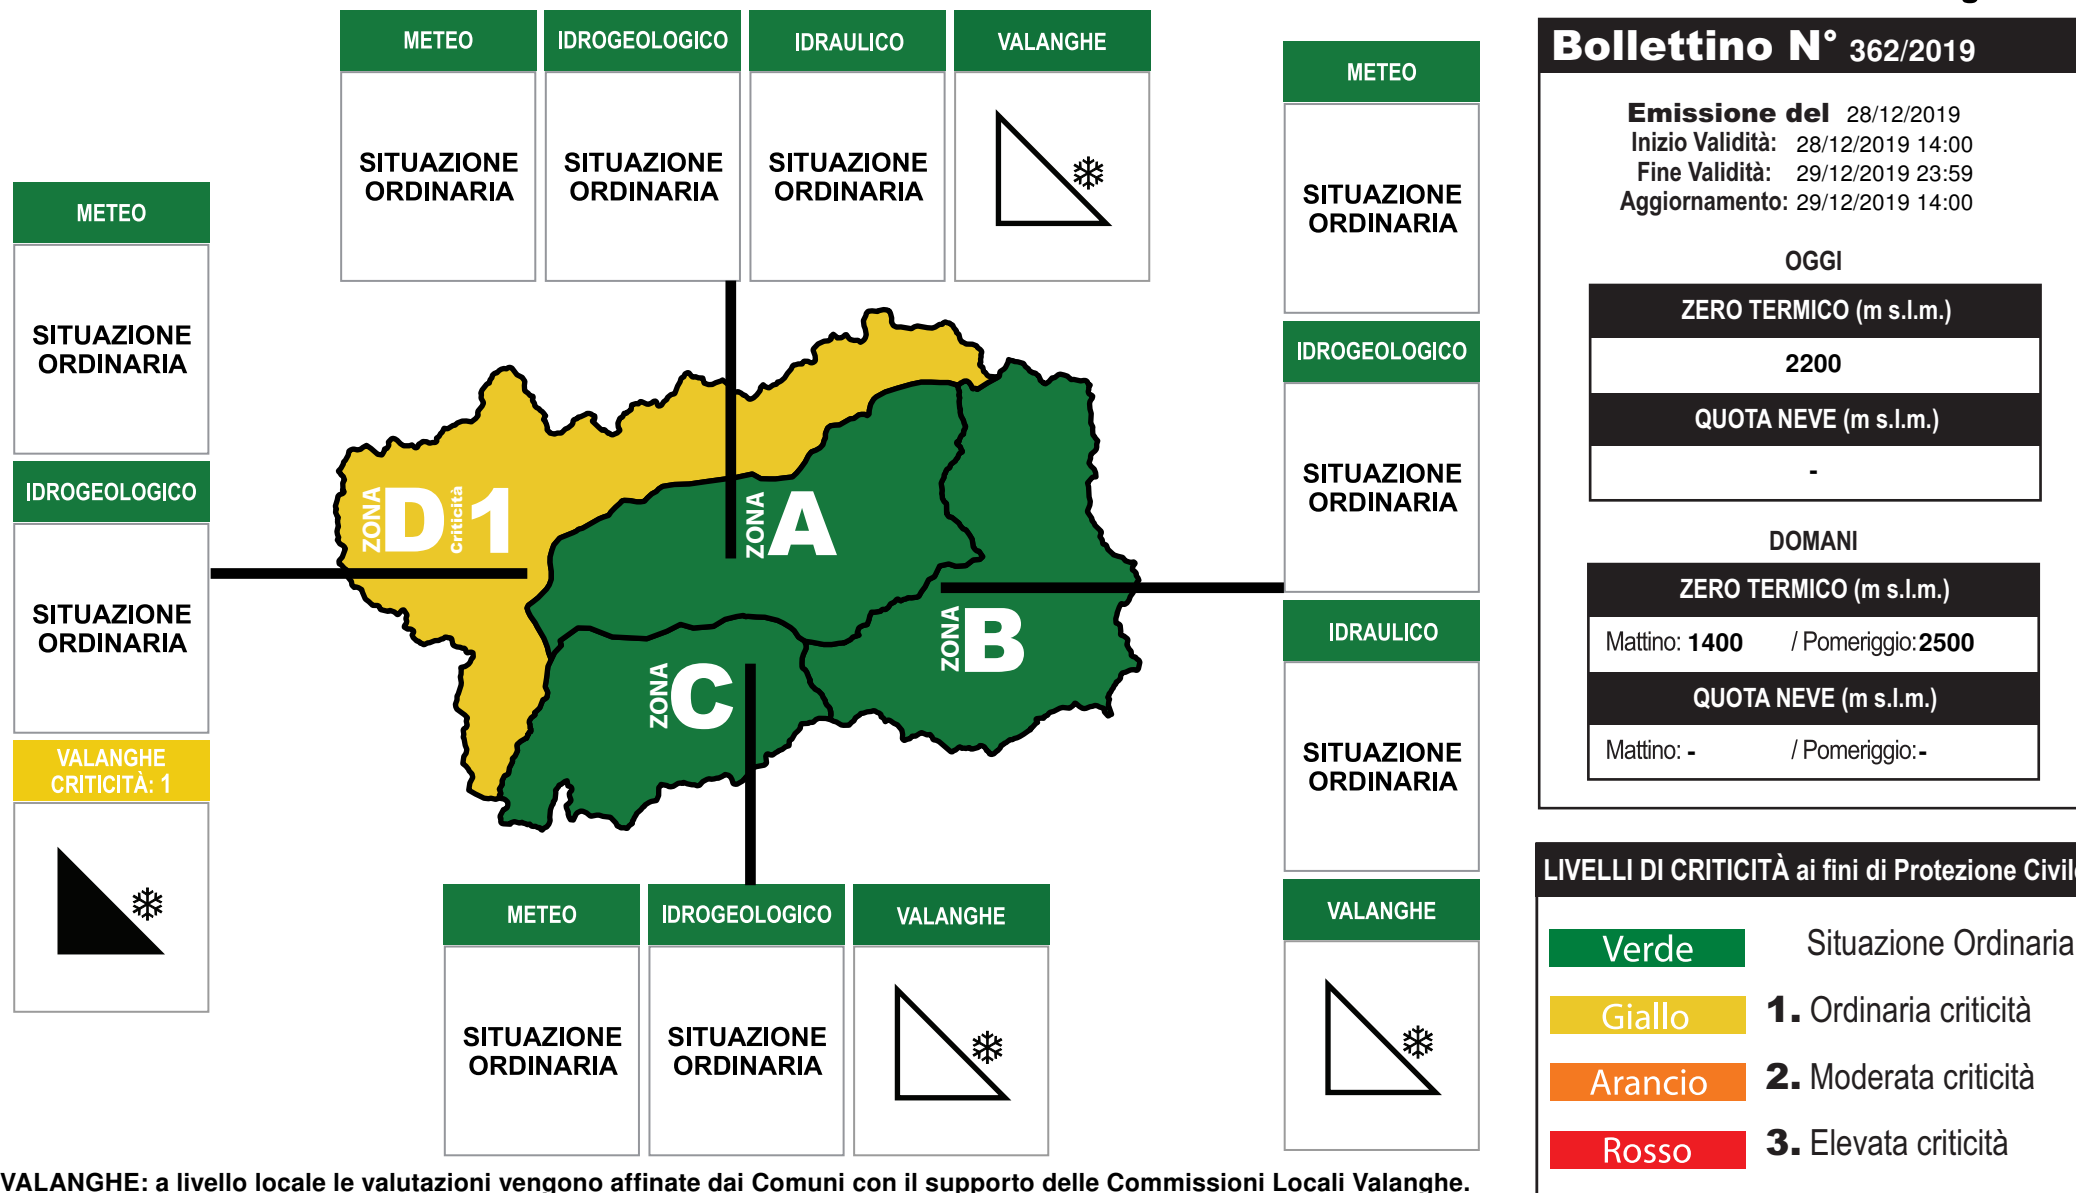 METEO
SITUAZIONE
ORDINARIA
IDROGEOLOGICO
SITUAZIONE
ORDINARIA
IDRAULICO
SITUAZIONE
ORDINARIA
VALANGHE
METEO
SITUAZIONE
ORDINARIA
IDROGEOLOGICO
SITUAZIONE
ORDINARIA
VALANGHE
CRITICITÀ: 1
ZONA D Criticità 1
ZONA A
ZONA B
ZONA C
METEO
SITUAZIONE
ORDINARIA
IDROGEOLOGICO
SITUAZIONE
ORDINARIA
IDRAULICO
SITUAZIONE
ORDINARIA
VALANGHE
METEO
SITUAZIONE
ORDINARIA
IDROGEOLOGICO
SITUAZIONE
ORDINARIA
VALANGHE
Bollettino N° 362/2019
Emissione del 28/12/2019
Inizio Validità: 28/12/2019 14:00
Fine Validità: 29/12/2019 23:59
Aggiornamento: 29/12/2019 14:00
OGGI
ZERO TERMICO (m s.l.m.)
2200
QUOTA NEVE (m s.l.m.)
-
DOMANI
ZERO TERMICO (m s.l.m.)
Mattino: 1400 / Pomeriggio: 2500
QUOTA NEVE (m s.l.m.)
Mattino: - / Pomeriggio: -
LIVELLI DI CRITICITÀ ai fini di Protezione Civile
Verde Situazione Ordinaria
Giallo 1. Ordinaria criticità
Arancio 2. Moderata criticità
Rosso 3. Elevata criticità
VALANGHE: a livello locale le valutazioni vengono affinate dai Comuni con il supporto delle Commissioni Locali Valanghe.